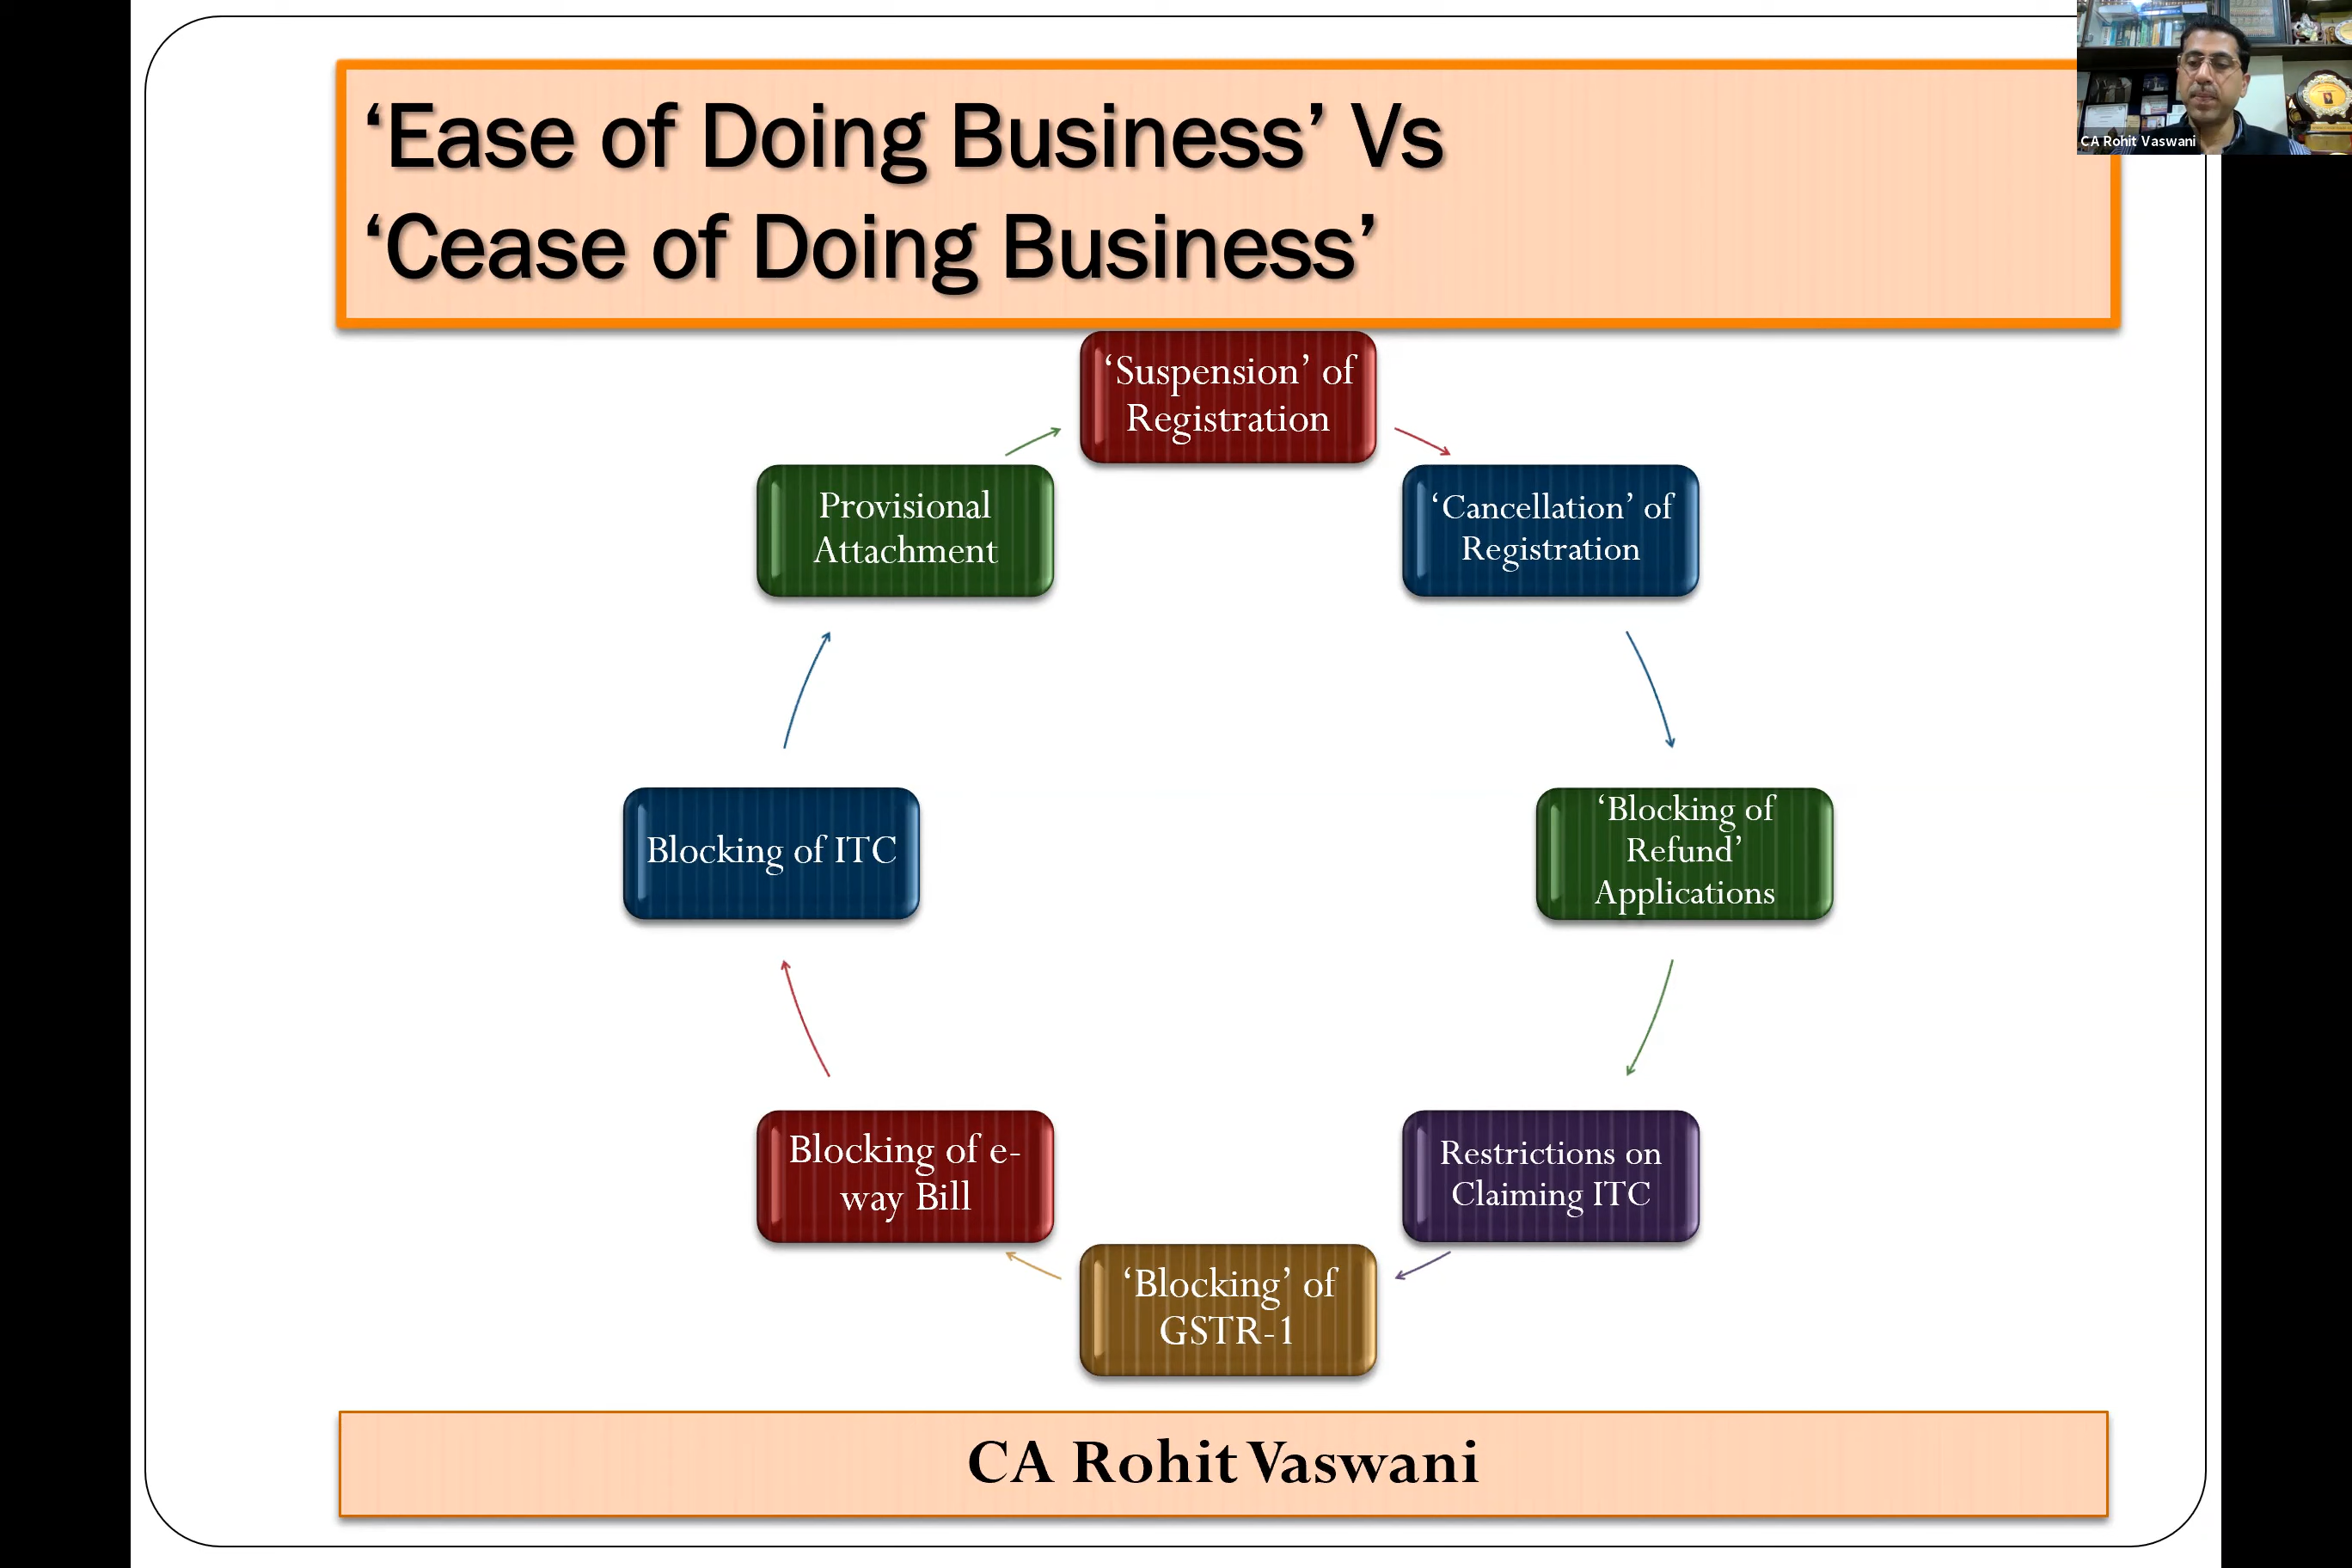 ‘Ease of Doing Business’ Vs
‘Cease of Doing Business’
CA Rohit Vaswani
‘Suspension’ of
Registration
‘Cancellation’ of
Registration
‘Blocking of
Refund’
Applications
Restrictions on
Claiming ITC
‘Blocking’ of
GSTR-1
Blocking of e-
way Bill
Blocking of ITC
Provisional
Attachment
CA Rohit Vaswani